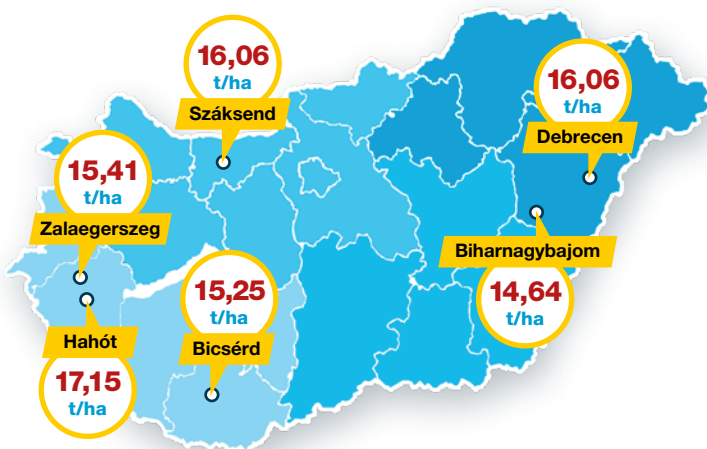 16,06
t/ha
Száksend
16,06
t/ha
Debrecen
15,41
t/ha
Zalaegerszeg
Biharnagybajom
14,64
t/ha
15,25
t/ha
Bicsérd
Hahót
17,15
t/ha